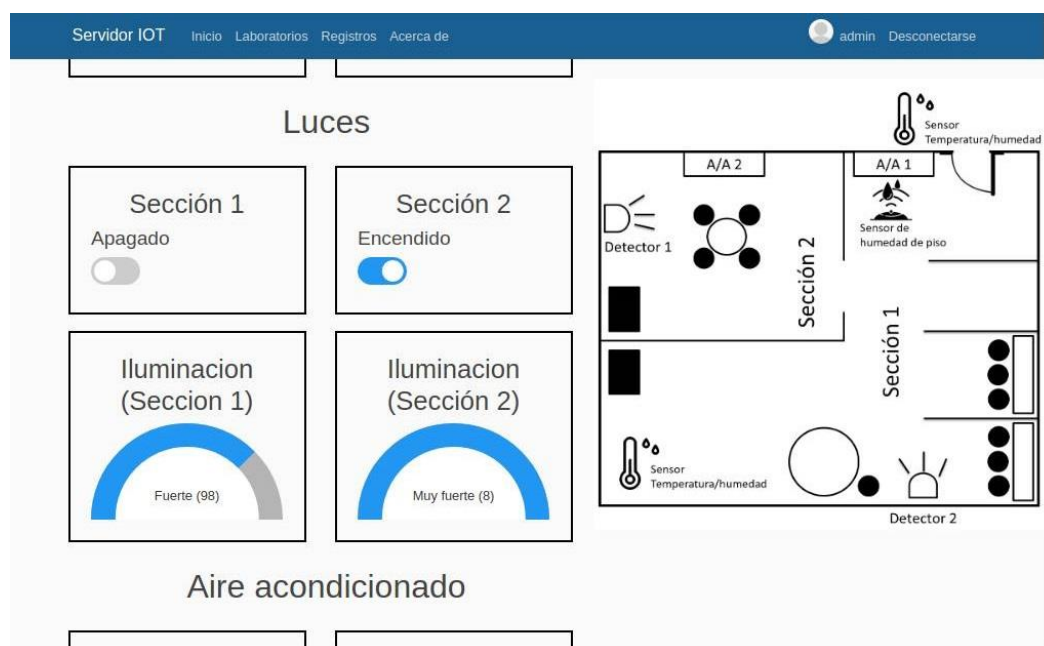 Servidor IOT Inicio Laboratorios Registros Acerca de admin Desconectarse
Luces
Sección 1
Apagado
Sección 2
Encendido
Iluminacion
(Seccion 1)
Fuerte (98)
Iluminacion
(Sección 2)
Muy fuerte (8)
Aire acondicionado
Sensor
Temperatura/humedad
A/A 2
A/A 1
Detector 1
Sensor de
humedad de piso
Sección 2
Sección 1
Sensor
Temperatura/humedad
Detector 2